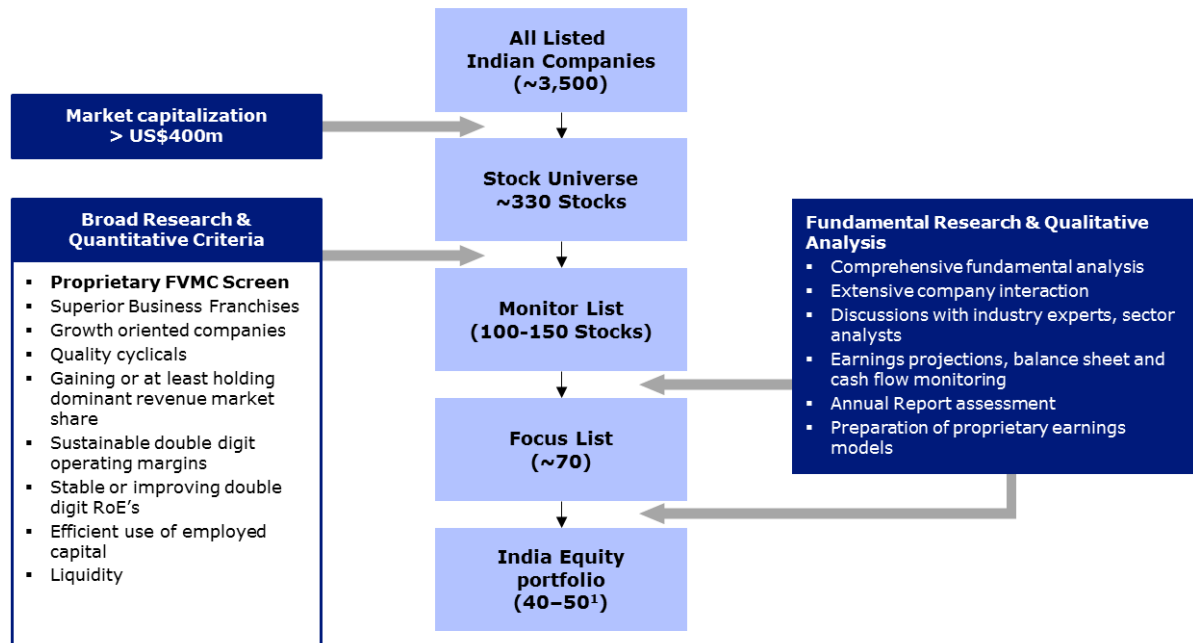 All Listed
Indian Companies
(~3,500)
Market capitalization
> US$400m
Stock Universe
~330 Stocks
Broad Research &
Quantitative Criteria
▪ Proprietary FVMC Screen
▪ Superior Business Franchises
▪ Growth oriented companies
▪ Quality cyclicals
▪ Gaining or at least holding
dominant revenue market
share
▪ Sustainable double digit
operating margins
▪ Stable or improving double
digit RoE’s
▪ Efficient use of employed
capital
▪ Liquidity
Monitor List
(100-150 Stocks)
Fundamental Research & Qualitative
Analysis
▪ Comprehensive fundamental analysis
▪ Extensive company interaction
▪ Discussions with industry experts, sector
analysts
▪ Earnings projections, balance sheet and
cash flow monitoring
▪ Annual Report assessment
▪ Preparation of proprietary earnings
models
Focus List
(~70)
India Equity
portfolio
(40–50¹)